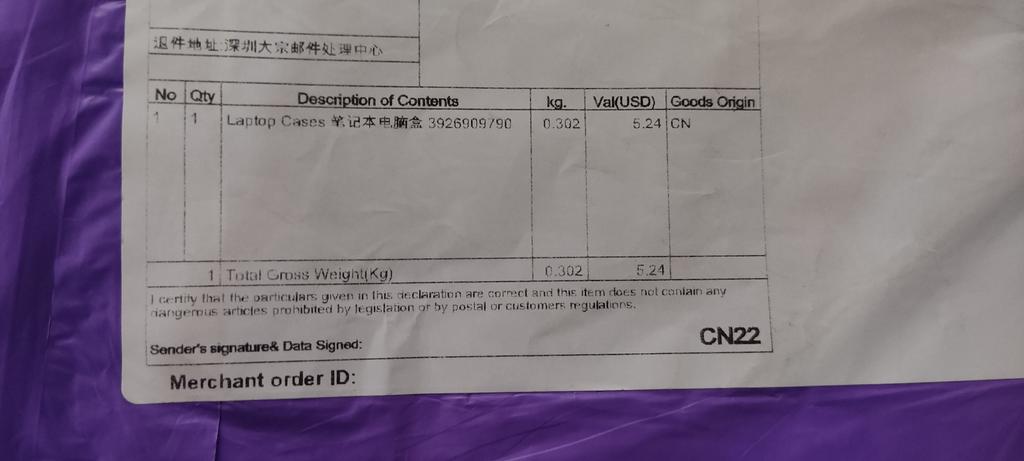 退件地址:深圳大宗邮件处理中心
No Qty Description of Contents kg. Val(USD) Goods Origin
1 1 Laptop Cases 笔记本电脑盒 3926909790 0.302 5.24 CN
1 Total Gross Weight(Kg) 0.302 5.24
I certify that the particulars given in this declaration are correct and this item does not contain any
dangerous articles prohibited by legislation or by postal or customers regulations.
Sender's signature& Data Signed:
CN22
Merchant order ID: